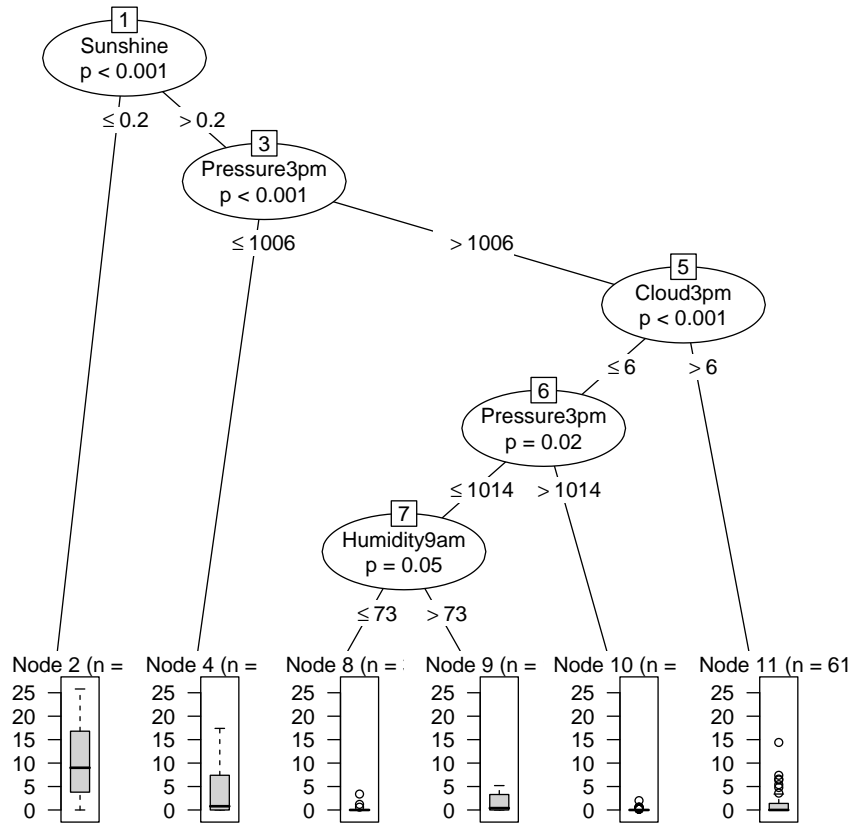 1
Sunshine
p < 0.001
≤ 0.2 > 0.2
3
Pressure3pm
p < 0.001
≤ 1006 > 1006
5
Cloud3pm
p < 0.001
≤ 6 > 6
6
Pressure3pm
p = 0.02
≤ 1014 > 1014
7
Humidity9am
p = 0.05
≤ 73 > 73
Node 2 (n = Node 4 (n = Node 8 (n = Node 9 (n = Node 10 (n = Node 11 (n = 61
25 25 25 25 25 25
20 20 20 20 20 20
15 15 15 15 15 15
10 10 10 10 10 10
5 5 5 5 5 5
0 0 0 0 0 0